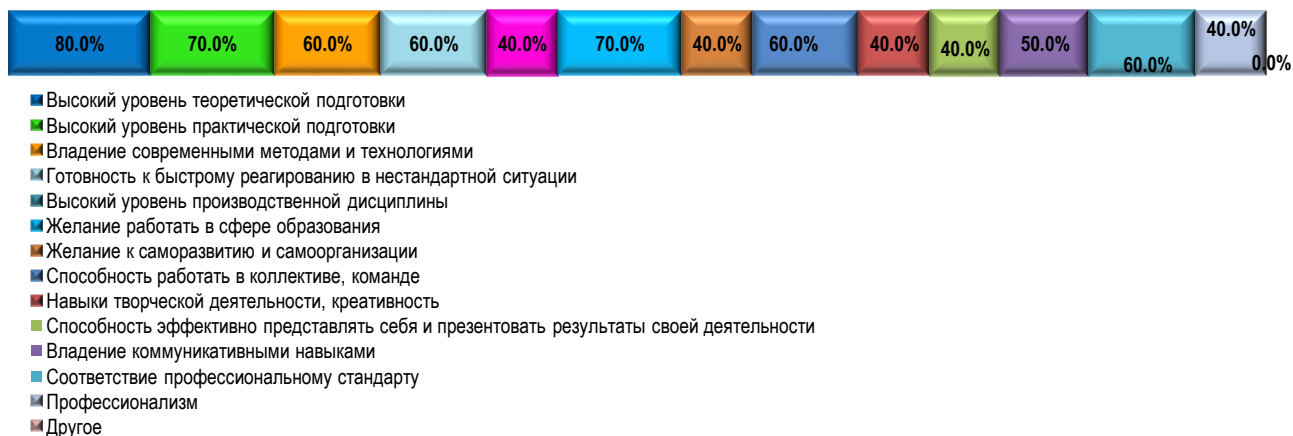 80.0% 70.0% 60.0% 60.0% 40.0% 70.0% 40.0% 60.0% 40.0% 40.0% 50.0% 60.0% 40.0% 0.0%
Высокий уровень теоретической подготовки
Высокий уровень практической подготовки
Владение современными методами и технологиями
Готовность к быстрому реагированию в нестандартной ситуации
Высокий уровень производственной дисциплины
Желание работать в сфере образования
Желание к саморазвитию и самоорганизации
Способность работать в коллективе, команде
Навыки творческой деятельности, креативность
Способность эффективно представлять себя и презентовать результаты своей деятельности
Владение коммуникативными навыками
Соответствие профессиональному стандарту
Профессионализм
Другое